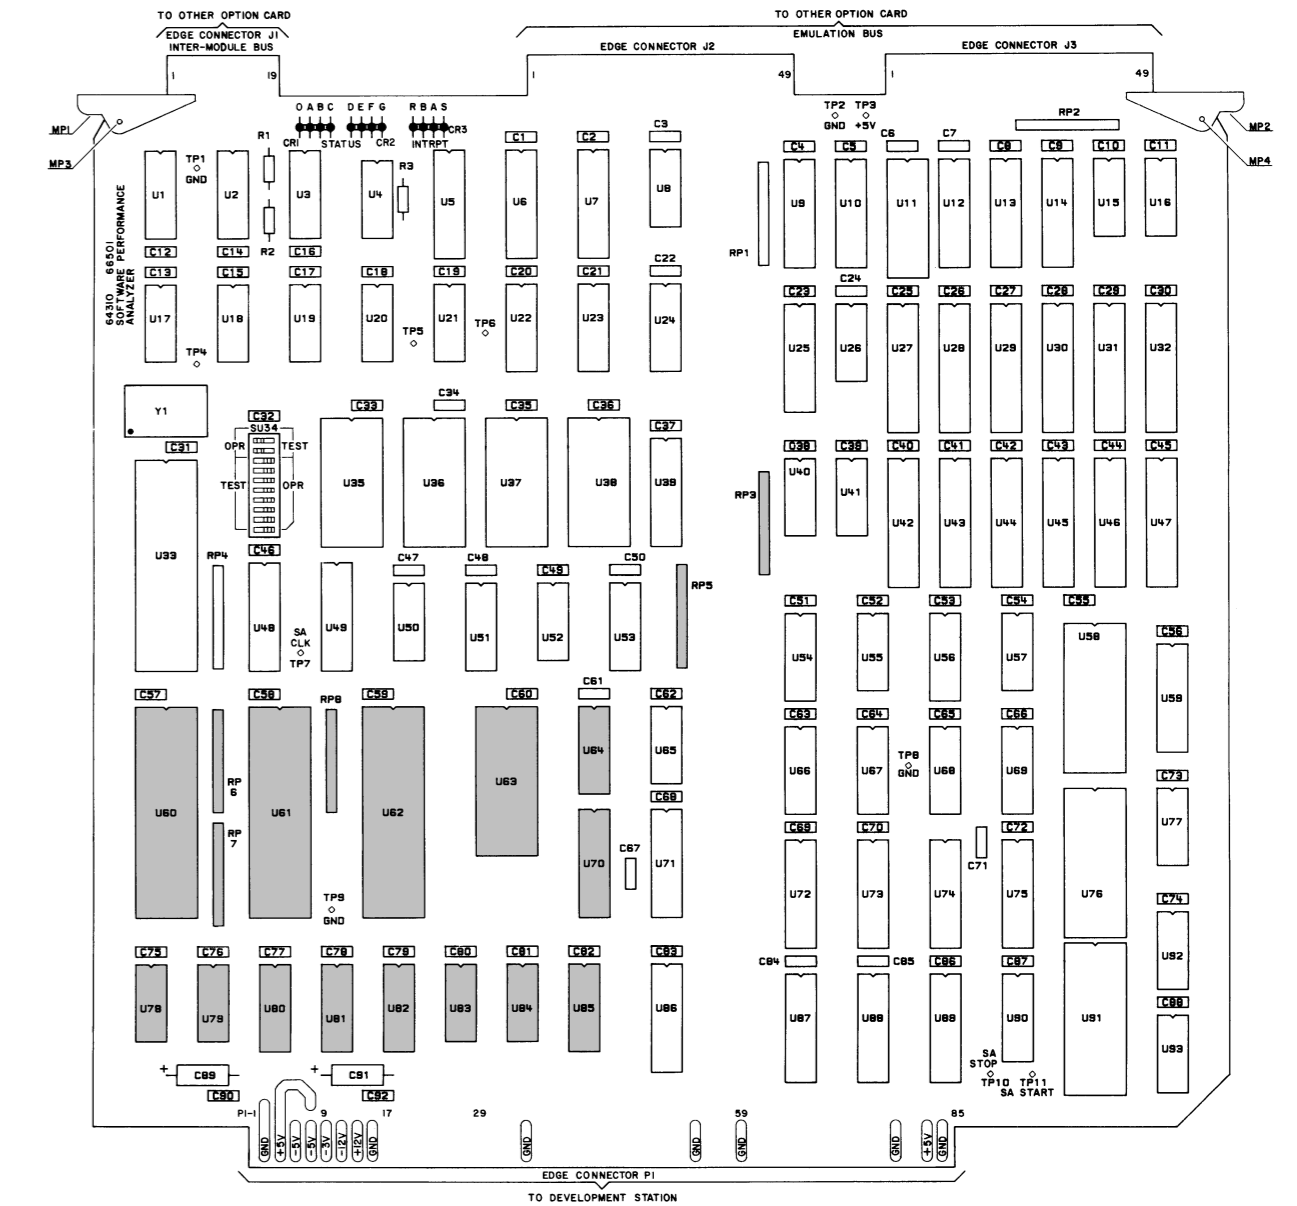 TO OTHER OPTION CARD
EDGE CONNECTOR J1
INTER-MODULE BUS
1 19
TO OTHER OPTION CARD
EMULATION BUS
EDGE CONNECTOR J2
EDGE CONNECTOR J3
1 49 1 49
MP1
MP3
MP2
MP4
O A B C D E F G R B A S
CR1 STATUS CR2 INTRPT CR3
TP2 TP3
GND +5V
RP2
R1
C1 C2 C3
C4 C5 C6 C7 C8 C9 C10 C11
TP1
GND
R3
U1 U2 U3 U4 U5 U6 U7 U8
U9 U10 U11 U12 U13 U14 U15 U16
R2
RP1
64310 66501
SOFTWARE PERFORMANCE
ANALYZER
C12 C14 C16
C13 C15 C17 C18 C19 C20 C21 C22
C23 C24 C25 C26 C27 C28 C29 C30
U17 U18 U19 U20 U21 U22 U23 U24
TP4 TP5 TP6
U25 U26 U27 U28 U29 U30 U31 U32
Y1
C32
SU34
OPR TEST
TEST OPR
C31
C33 C34 C35 C36 C37
U35 U36 U37 U38 U39
O38 C39 C40 C41 C42 C43 C44 C45
U40 U41 U42 U43 U44 U45 U46 U47
RP3
U33
RP4
C46
C47 C48 C49 C50
RP5
U48 U49 U50 U51 U52 U53
SA
CLK
TP7
C51 C52 C53 C54 C55 C56
U54 U55 U56 U57 U58 U59
C57 C58 RP8 C59 C60 C61 C62
U60 U61 U62 U63 U64 U65
RP
6
RP
7
C63 C64 C65 C66
U66 U67 U68 U69
TP8
GND
C68
C67
U70 U71
C69 C70 C71 C72 C73
U72 U73 U74 U75 U76 U77
TP9
GND
C74
C75 C76 C77 C78 C79 C80 C81 C82 C83
U78 U79 U80 U81 U82 U83 U84 U85 U86
C84 C85 C86 C87 C88
U87 U88 U89 U90 U91 U92 U93
+ C89 + C91
C90 C92
SA
STOP
TP10 TP11
SA START
P1-1 9 17 29 59 85
GND +5V +5V -5V -3V -12V +12V GND GND GND GND GND +5V GND
EDGE CONNECTOR P1
TO DEVELOPMENT STATION